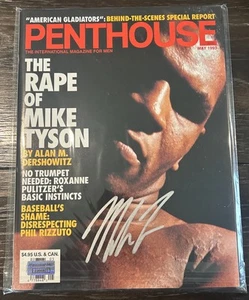 "AMERICAN GLADIATORS": BEHIND-THE-SCENES SPECIAL REPORT
PENTHOUSE
THE INTERNATIONAL MAGAZINE FOR MEN
MAY 1993
THE
RAPE
OF
MIKE
TYSON
BY ALAN M.
DERSHOWITZ
NO TRUMPET
NEEDED: ROXANNE
PULITZER'S
BASIC INSTINCTS
BASEBALL'S
SHAME:
DISRESPECTING
PHIL RIZZUTO
$4.95 U.S. & CAN.